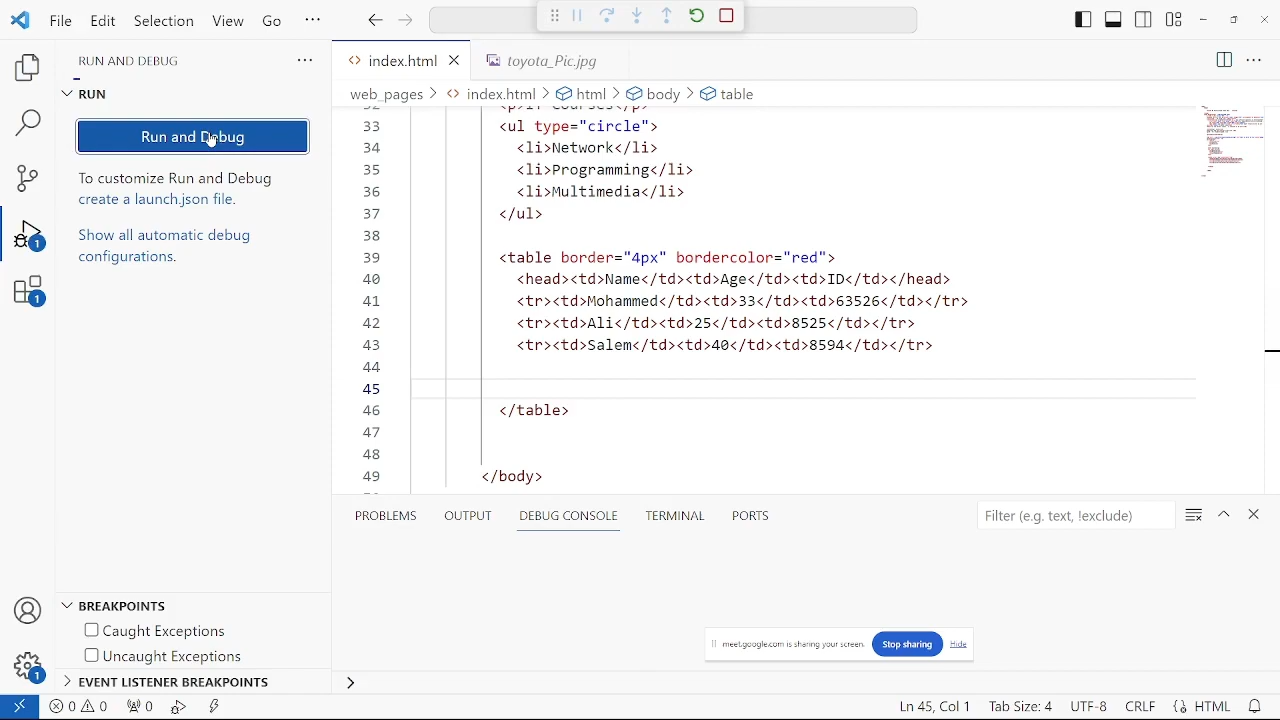 File Edit Selection View Go ···
RUN AND DEBUG ···
RUN
Run and Debug
To customize Run and Debug
create a launch.json file.
Show all automatic debug
configurations.
1
1
1
BREAKPOINTS
Caught Exceptions
Uncaught Exceptions
EVENT LISTENER BREAKPOINTS
<> index.html toyota_Pic.jpg
web_pages > <> index.html > html > body > table
32 <p>IT Courses</p>
33 <ul type="circle">
34 <li>Network</li>
35 <li>Programming</li>
36 <li>Multimedia</li>
37 </ul>
38
39 <table border="4px" bordercolor="red">
40 <head><td>Name</td><td>Age</td><td>ID</td></head>
41 <tr><td>Mohammed</td><td>33</td><td>63526</td></tr>
42 <tr><td>Ali</td><td>25</td><td>8525</td></tr>
43 <tr><td>Salem</td><td>40</td><td>8594</td></tr>
44
45
46 </table>
47
48
49 </body>
PROBLEMS OUTPUT DEBUG CONSOLE TERMINAL PORTS Filter (e.g. text, !exclude)
meet.google.com is sharing your screen. Stop sharing Hide
>
0 0 0 Ln 45, Col 1 Tab Size: 4 UTF-8 CRLF {} HTML